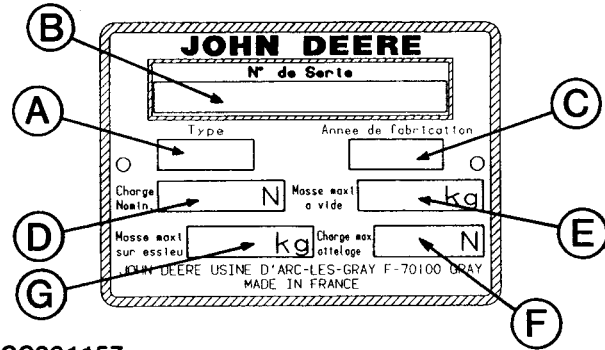 B
JOHN DEERE
N° de Serie
A
C
Type Annee de fabrication
Charge Nomin. N Masse maxi a vide kg
D
E
Masse maxi sur essieu kg Charge max attelage N
G
JOHN DEERE USINE D'ARC-LES-GRAY F-70100 GRAY
MADE IN FRANCE
F